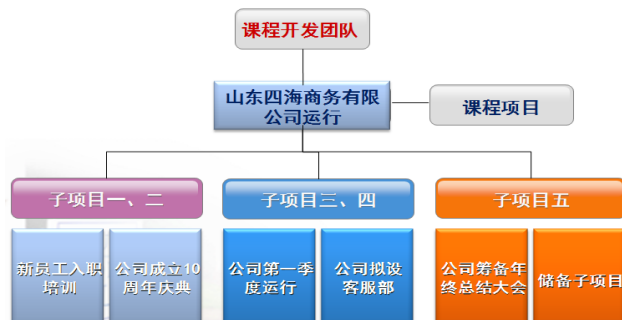 课程开发团队
山东四海商务有限
公司运行
课程项目
子项目一、二
子项目三、四
子项目五
新员工入职
培训
公司成立10
周年庆典
公司第一季
度运行
公司拟设
客服部
公司筹备年
终总结大会
储备子项目